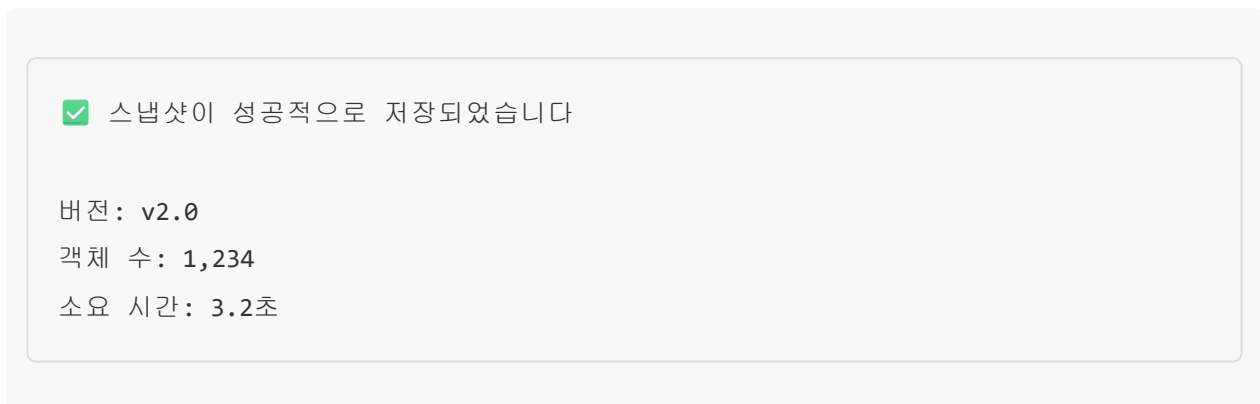 ✅ 스냅샷이 성공적으로 저장되었습니다
버전: v2.0
객체 수: 1,234
소요 시간: 3.2초